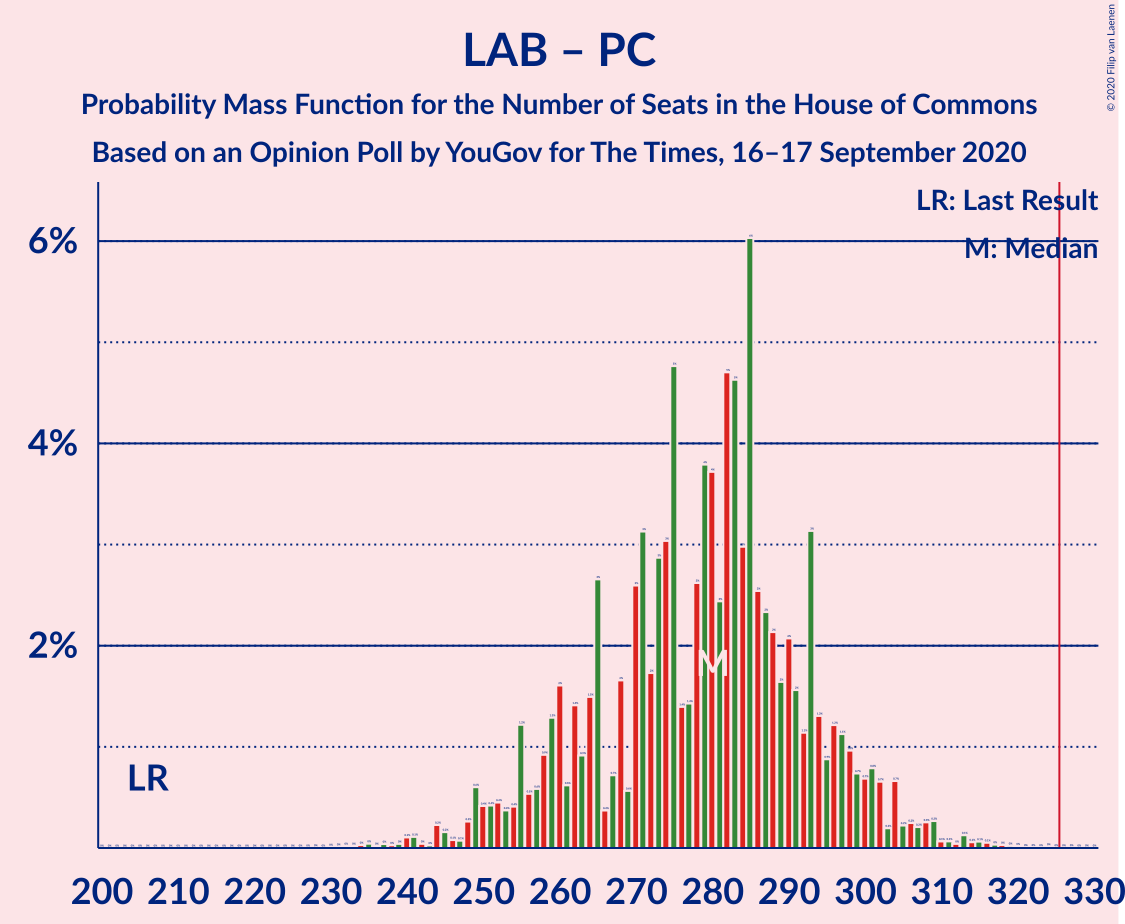 LAB – PC
Probability Mass Function for the Number of Seats in the House of Commons
Based on an Opinion Poll by YouGov for The Times, 16–17 September 2020
© 2020 Filip van Laenen
LR: Last Result
M: Median
6%
4%
2%
M
LR
200 210 220 230 240 250 260 270 280 290 300 310 320 330